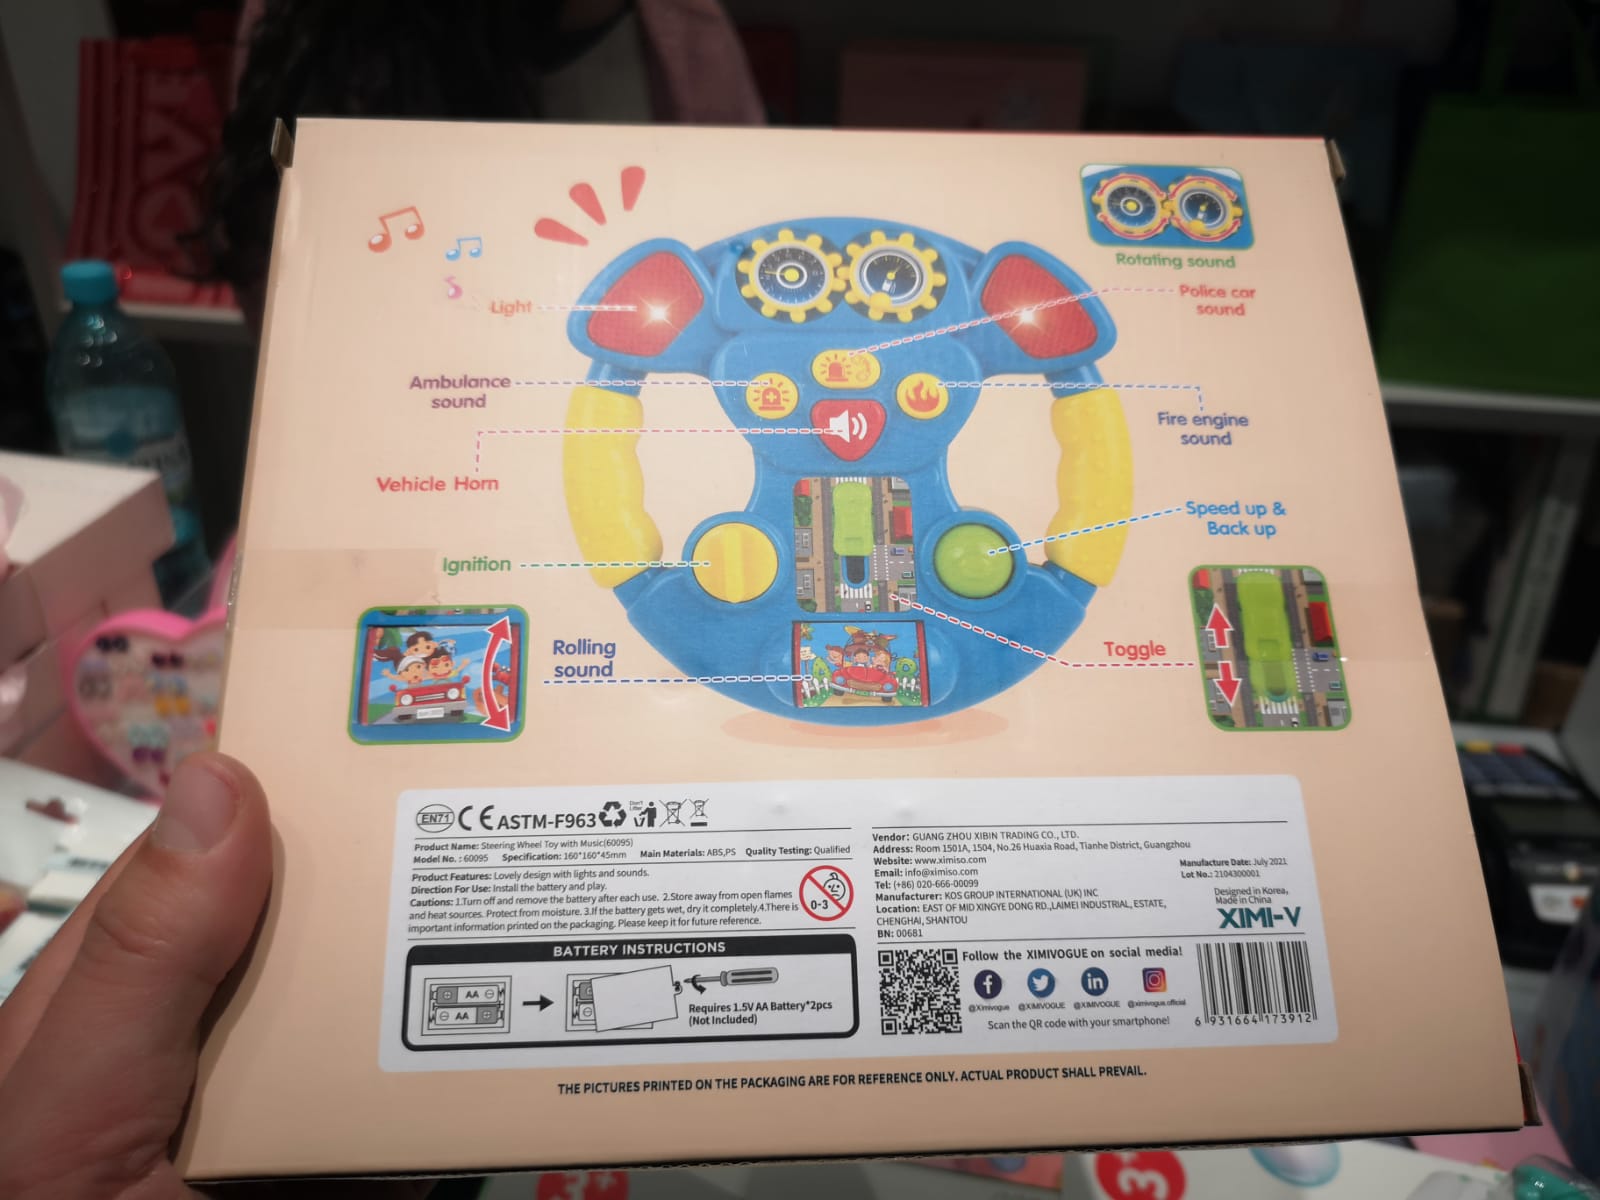 Rotating sound
Light
Police car
sound
Ambulance
sound
Fire engine
sound
Vehicle Horn
Speed up &
Back up
Ignition
Rolling
sound
Toggle
EN71 CE ASTM-F963 Don't Litter
Product Name: Steering Wheel Toy with Music(60095)
Model No. : 60095 Specification: 160*160*45mm Main Materials: ABS,PS Quality Testing: Qualified
Product Features: Lovely design with lights and sounds.
Direction For Use: Install the battery and play.
Cautions: 1.Turn off and remove the battery after each use. 2.Store away from open flames
and heat sources. Protect from moisture. 3.If the battery gets wet, dry it completely.4.There is
important information printed on the packaging. Please keep it for future reference.
0-3
BATTERY INSTRUCTIONS
AA
AA
Requires 1.5V AA Battery*2pcs
(Not Included)
Vendor: GUANG ZHOU XIBIN TRADING CO., LTD.
Address: Room 1501A, 1504, No.26 Huaxia Road, Tianhe District, Guangzhou
Website: www.ximiso.com
Email: info@ximiso.com
Tel: (+86) 020-666-00099
Manufacturer: KOS GROUP INTERNATIONAL (UK) INC
Location: EAST OF MID XINGYE DONG RD.,LAIMEI INDUSTRIAL, ESTATE,
CHENGHAI, SHANTOU
BN: 00681
Manufacture Date: July 2021
Lot No.: 2104300001
Designed in Korea,
Made in China
XIMI-V
Follow the XIMIVOGUE on social media!
@Ximivogue @XIMIVOGUE @XIMIVOGUE @ximivogue.official
Scan the QR code with your smartphone!
6 931664 173912
THE PICTURES PRINTED ON THE PACKAGING ARE FOR REFERENCE ONLY. ACTUAL PRODUCT SHALL PREVAIL.